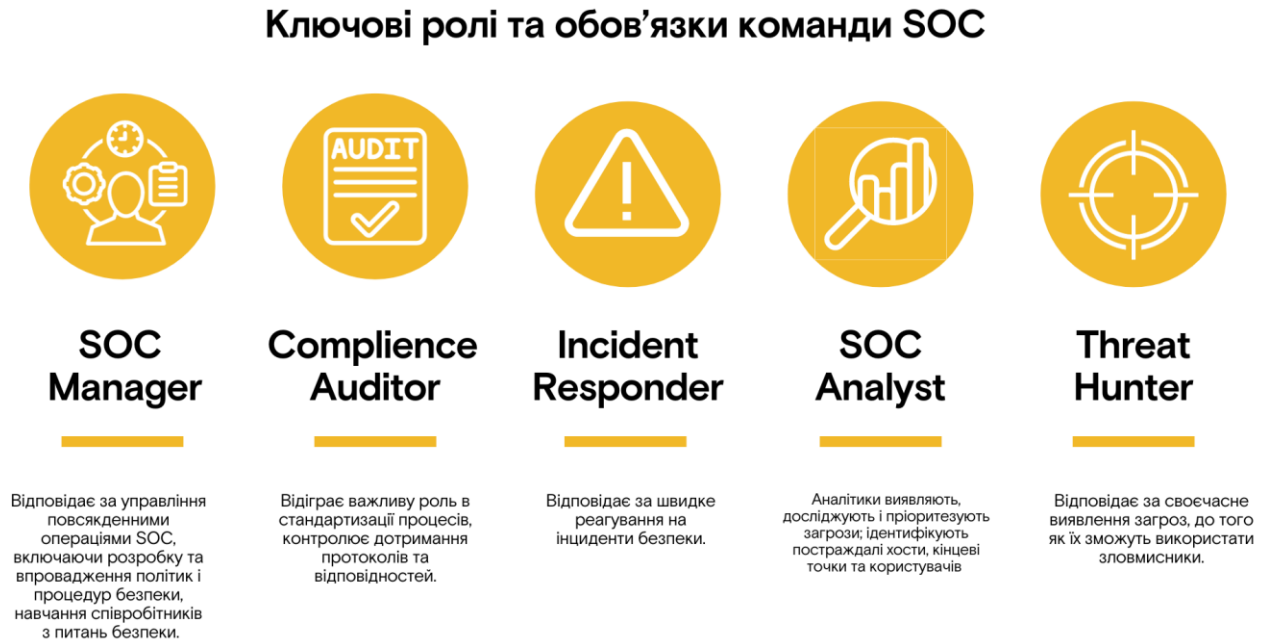 Ключові ролі та обов’язки команди SOC
AUDIT
SOC
Manager
Відповідає за управління
повсякденними
операціями SOC,
включаючи розробку та
впровадження політик і
процедур безпеки,
навчання співробітників
з питань безпеки.
Complience
Auditor
Відіграє важливу роль в
стандартизації процесів,
контролює дотримання
протоколів та
відповідностей.
Incident
Responder
Відповідає за швидке
реагування на
інциденти безпеки.
SOC
Analyst
Аналітики виявляють,
досліджують і пріоритезують
загрози; ідентифікують
постраждалі хости, кінцеві
точки та користувачів
Threat
Hunter
Відповідає за своєчасне
виявлення загроз, до того
як їх зможуть використати
зловмисники.